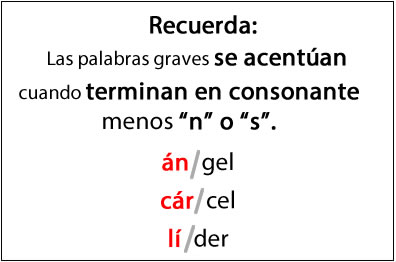 Recuerda:
Las palabras graves se acentúan
cuando terminan en consonante
menos “n” o “s”.
án/gel
cár/cel
lí/der